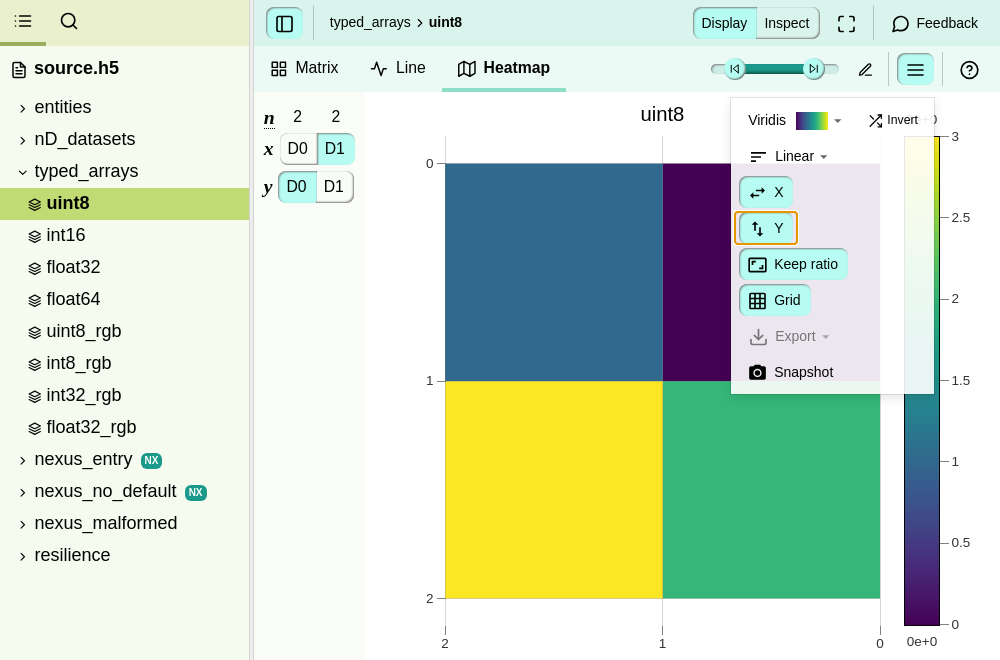 typed_arrays > uint8
Display Inspect
Feedback
source.h5
Matrix Line Heatmap
entities
nD_datasets
typed_arrays
uint8
int16
float32
float64
uint8_rgb
int8_rgb
int32_rgb
float32_rgb
nexus_entry NX
nexus_no_default NX
nexus_malformed
resilience
n 2 2
x D0 D1
y D0 D1
uint8
Viridis Invert
Linear
X
Y
Keep ratio
Grid
Export
Snapshot
0
1
2
2 1 0
3
2.5
2
1.5
1
0.5
0
0e+0